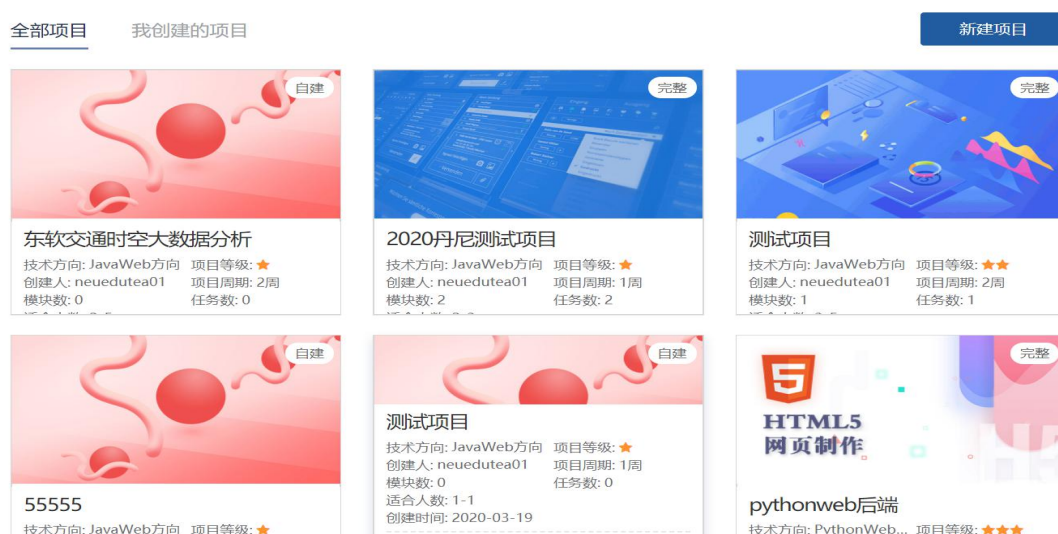 全部项目 我创建的项目 新建项目
自建 完整 完整
东软交通时空大数据分析
技术方向: JavaWeb方向 项目等级:
创建人: neuedutea01 项目周期: 2周
模块数: 0 任务数: 0
2020丹尼测试项目
技术方向: JavaWeb方向 项目等级:
创建人: neuedutea01 项目周期: 1周
模块数: 2 任务数: 2
测试项目
技术方向: JavaWeb方向 项目等级:
创建人: neuedutea01 项目周期: 2周
模块数: 1 任务数: 1
自建 自建 完整
55555
技术方向: JavaWeb方向 项目等级:
测试项目
技术方向: JavaWeb方向 项目等级:
创建人: neuedutea01 项目周期: 1周
模块数: 0 任务数: 0
适合人数: 1-1
创建时间: 2020-03-19
HTML5
网页制作
pythonweb后端
技术方向: PythonWeb... 项目等级: